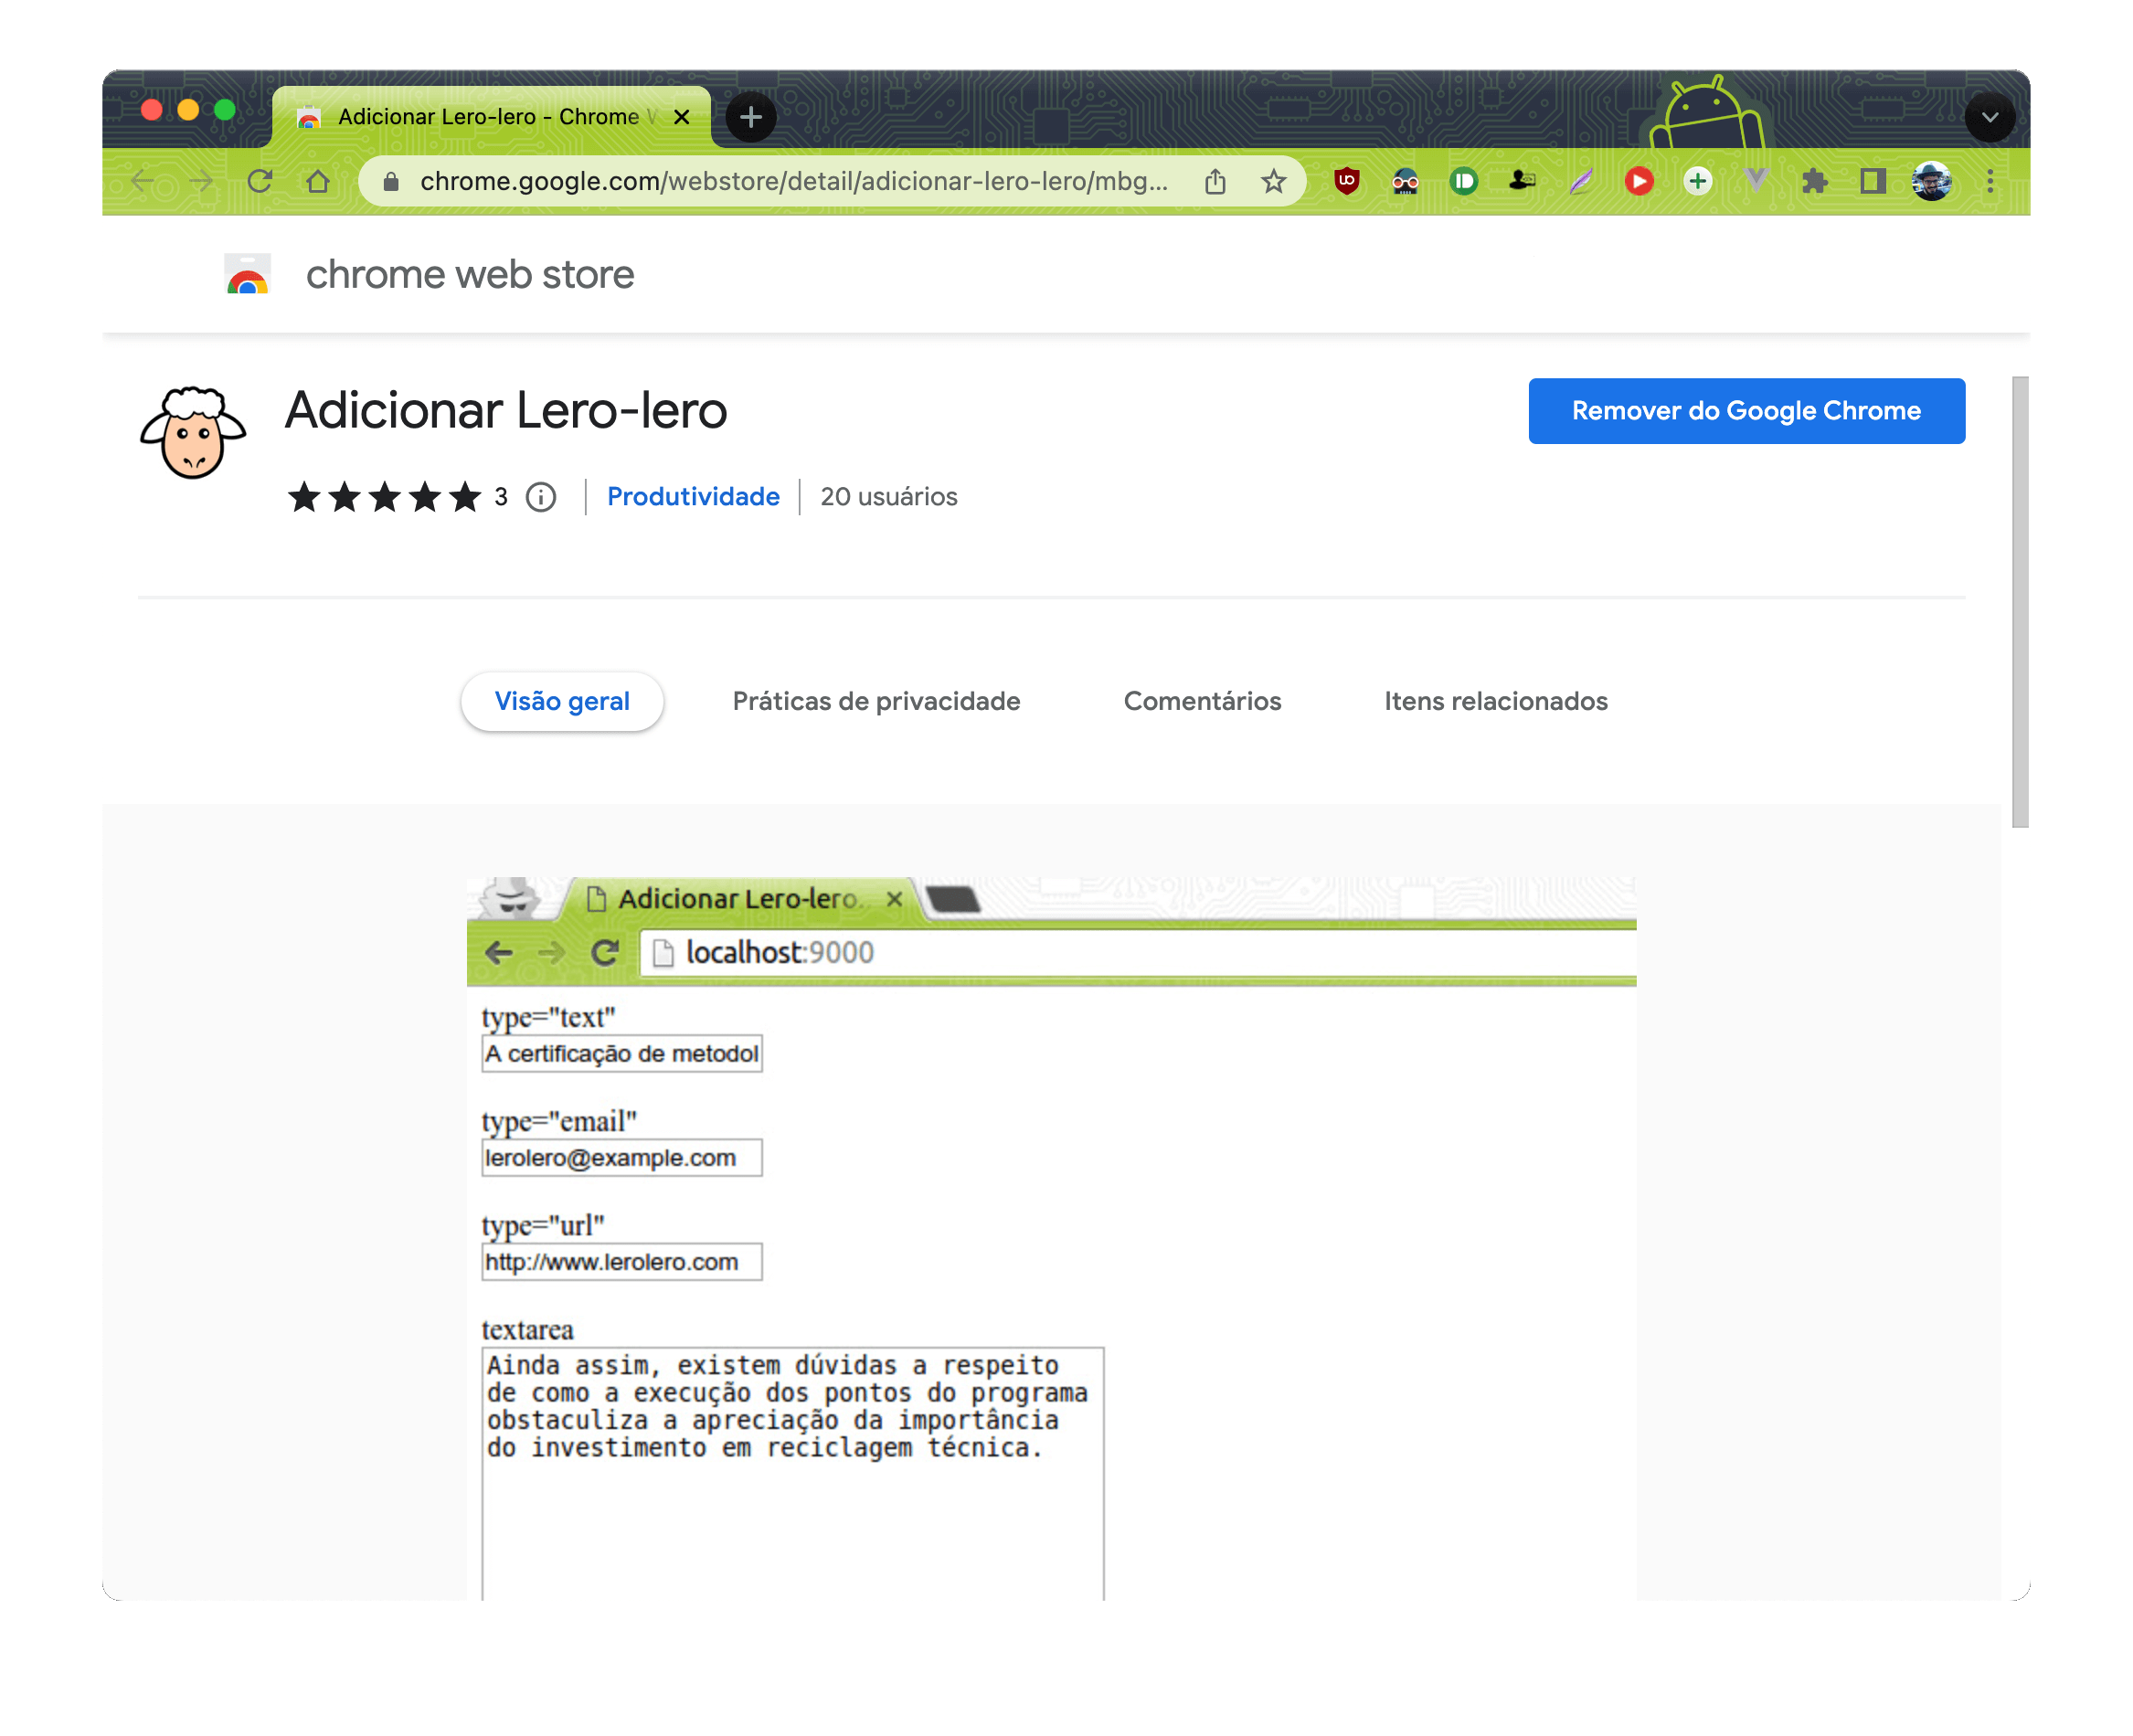 Adicionar Lero-lero - Chrome W
chrome.google.com/webstore/detail/adicionar-lero-lero/mbg...
chrome web store
Adicionar Lero-lero
Remover do Google Chrome
3
Produtividade
20 usuários
Visão geral
Práticas de privacidade
Comentários
Itens relacionados
Adicionar Lero-lero..
localhost:9000
type="text"
A certificação de metodol
type="email"
lerolero@example.com
type="url"
http://www.lerolero.com
textarea
Ainda assim, existem dúvidas a respeito
de como a execução dos pontos do programa
obstaculiza a apreciação da importância
do investimento em reciclagem técnica.